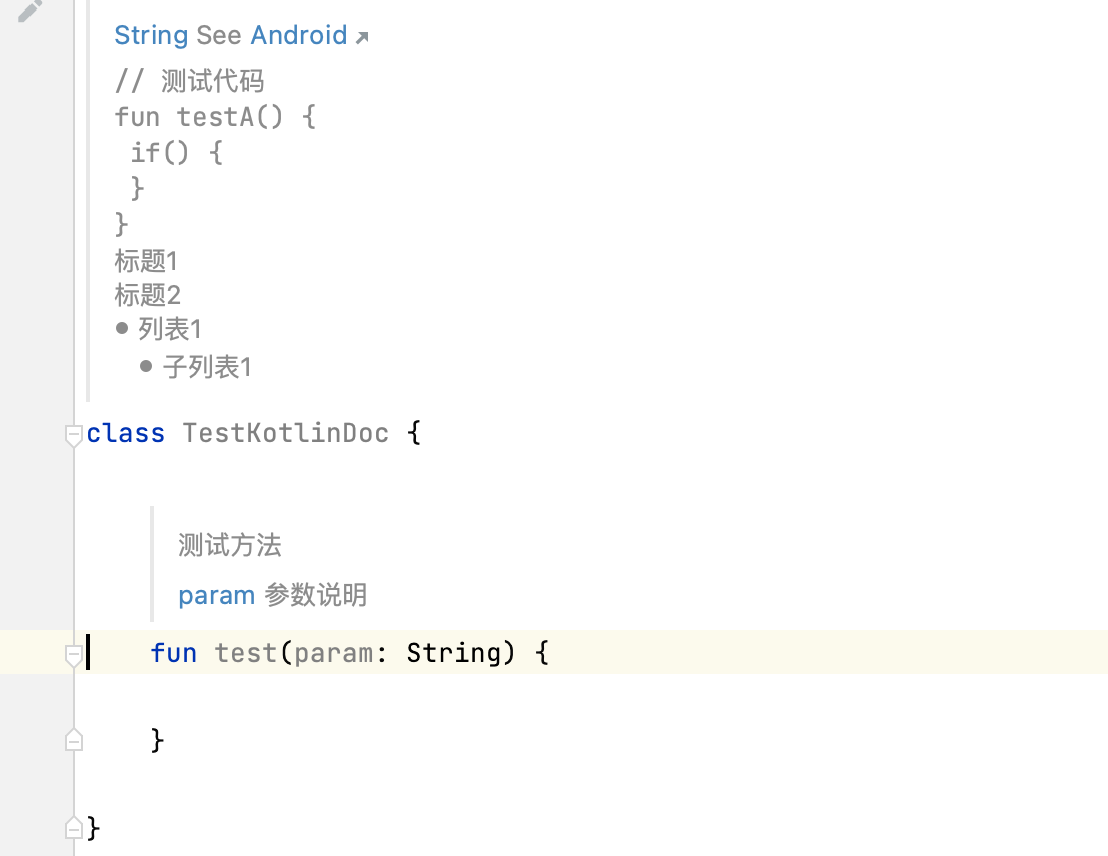 String See Android
// 测试代码
fun testA() {
 if() {
 }
}
标题1
标题2
● 列表1
  ● 子列表1
class TestKotlinDoc {
测试方法
param 参数说明
    fun test(param: String) {
    }
}